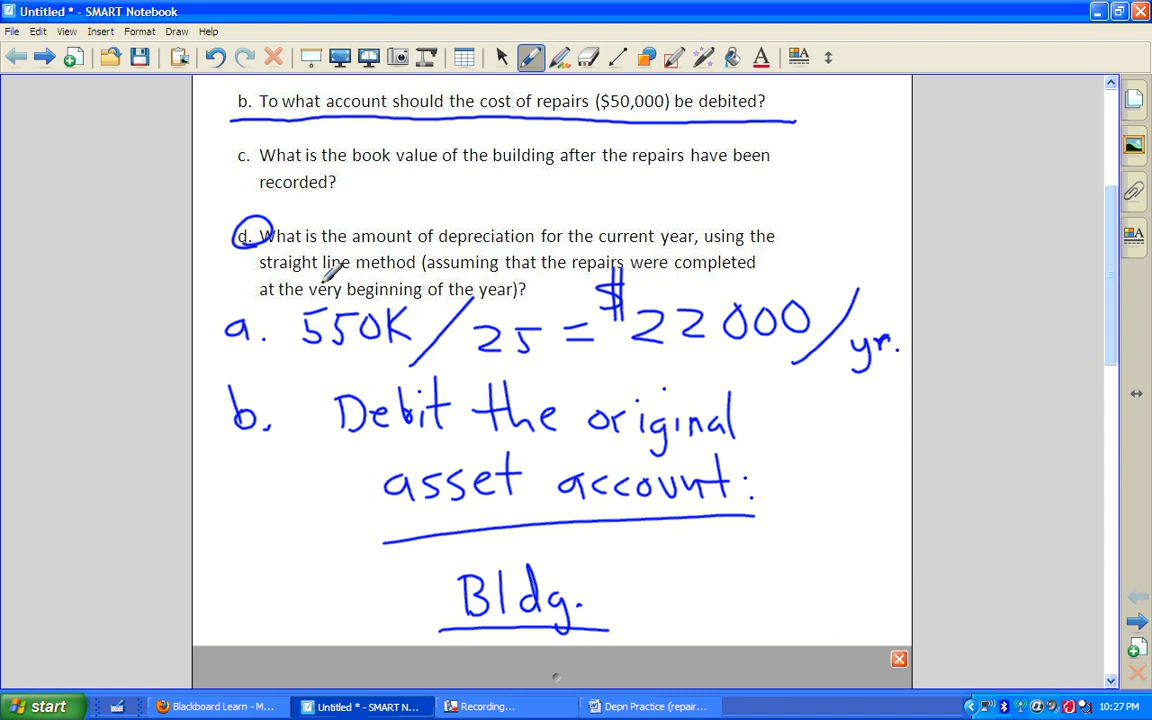 Untitled * - SMART Notebook
File Edit View Insert Format Draw Help
b. To what account should the cost of repairs ($50,000) be debited?
c. What is the book value of the building after the repairs have been
recorded?
d. What is the amount of depreciation for the current year, using the
straight line method (assuming that the repairs were completed
at the very beginning of the year)?
a. 550K / 25 = $22000 / yr.
b. Debit the original
asset account:
Bldg.
start Blackboard Learn - M... Untitled * - SMART N... Recording... Depn Practice (repair... 10:27 PM